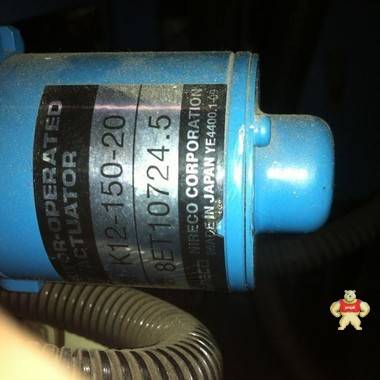 OR-OPERATED
CTUATOR
K12-150-20
8ET10724.5
NIRECO CORPORATION
MADE IN JAPAN YE4400.1-09